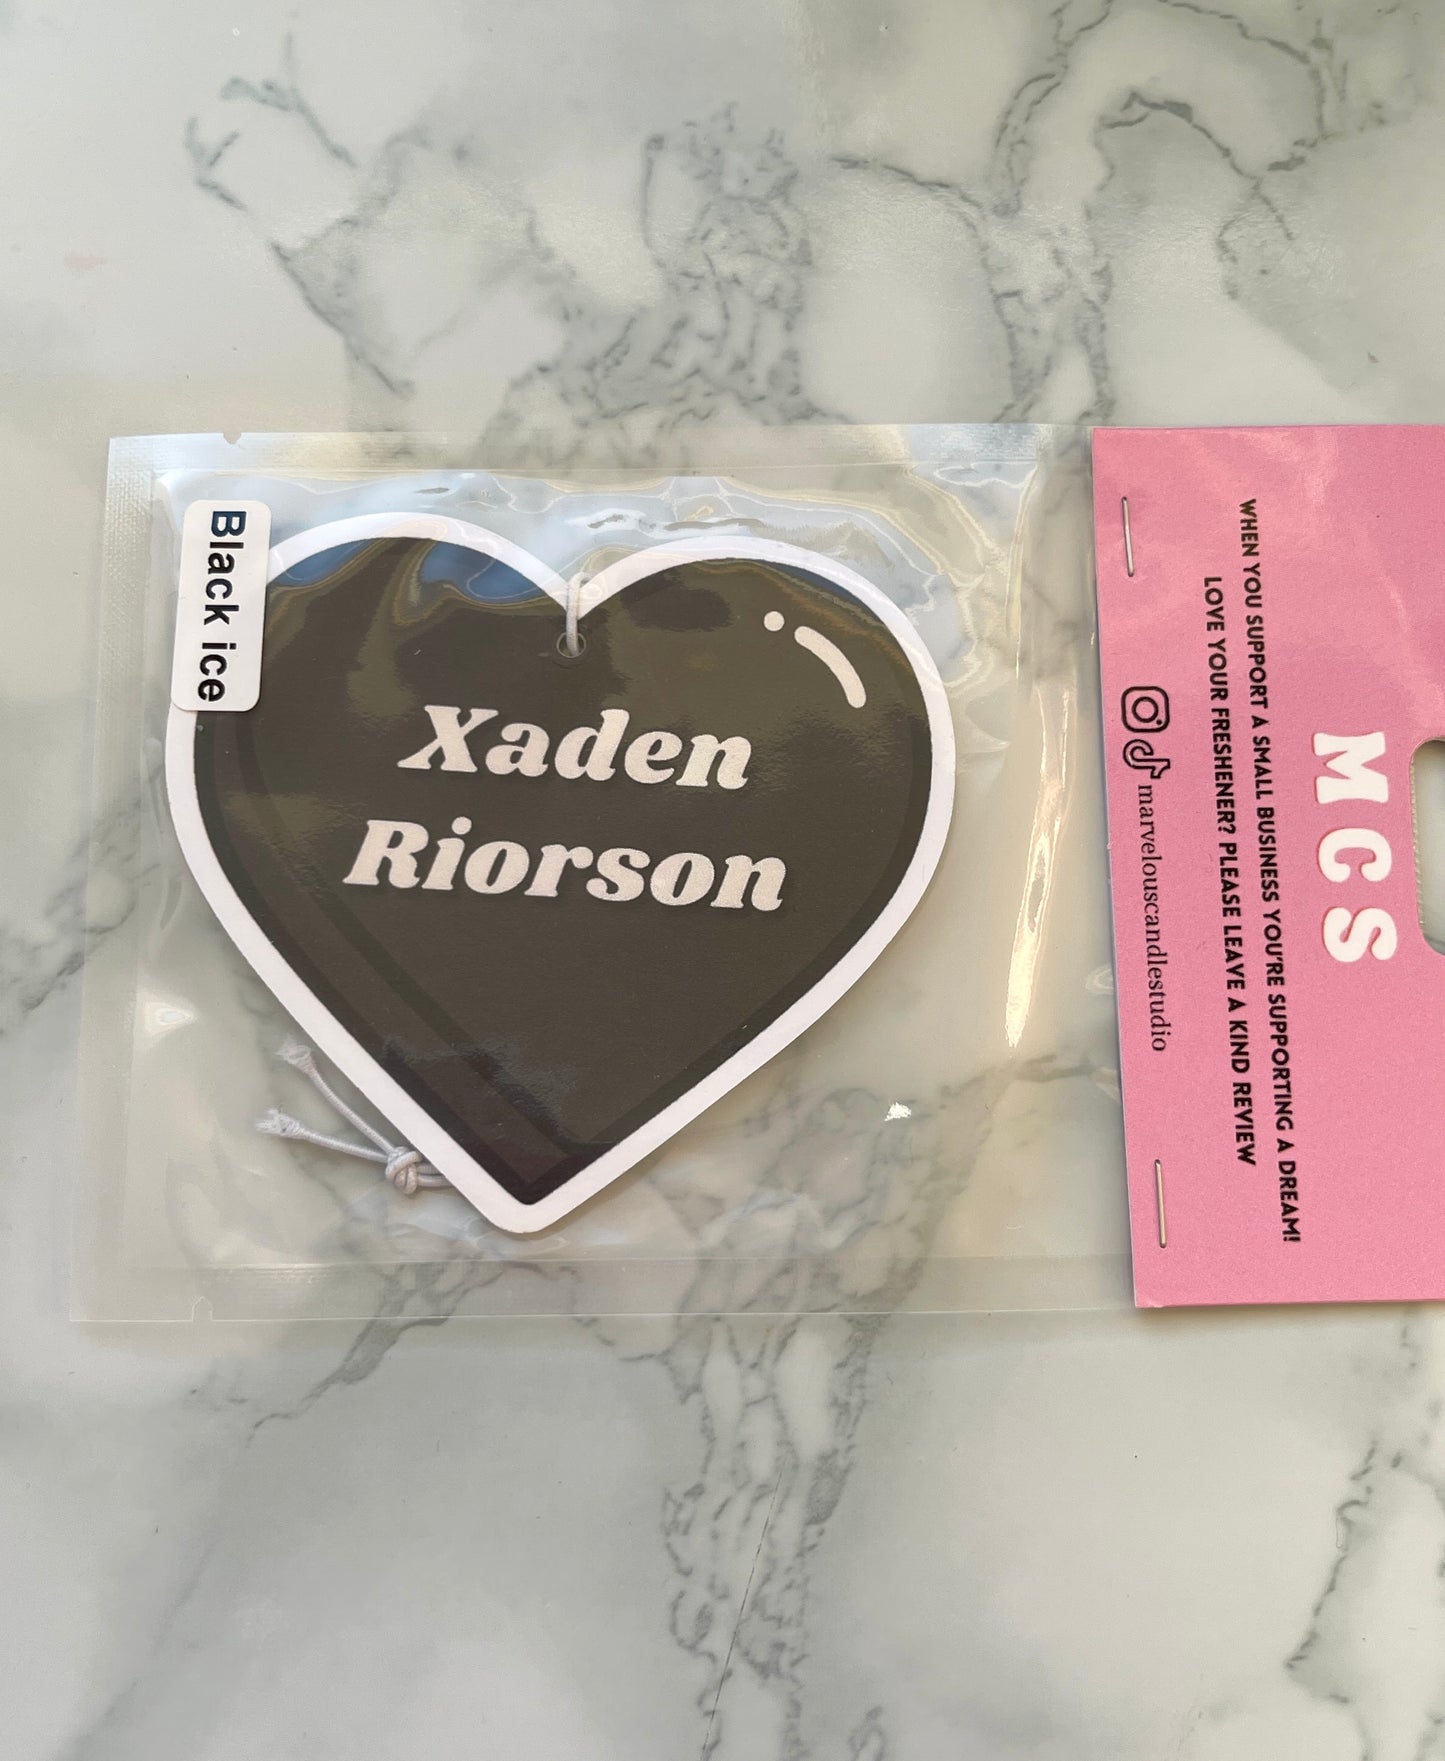 Black ice
Xaden
Riorson
MCS
WHEN YOU SUPPORT A SMALL BUSINESS YOU'RE SUPPORTING A DREAM!
LOVE YOUR FRESHENER? PLEASE LEAVE A KIND REVIEW
marvelouscandlestudio